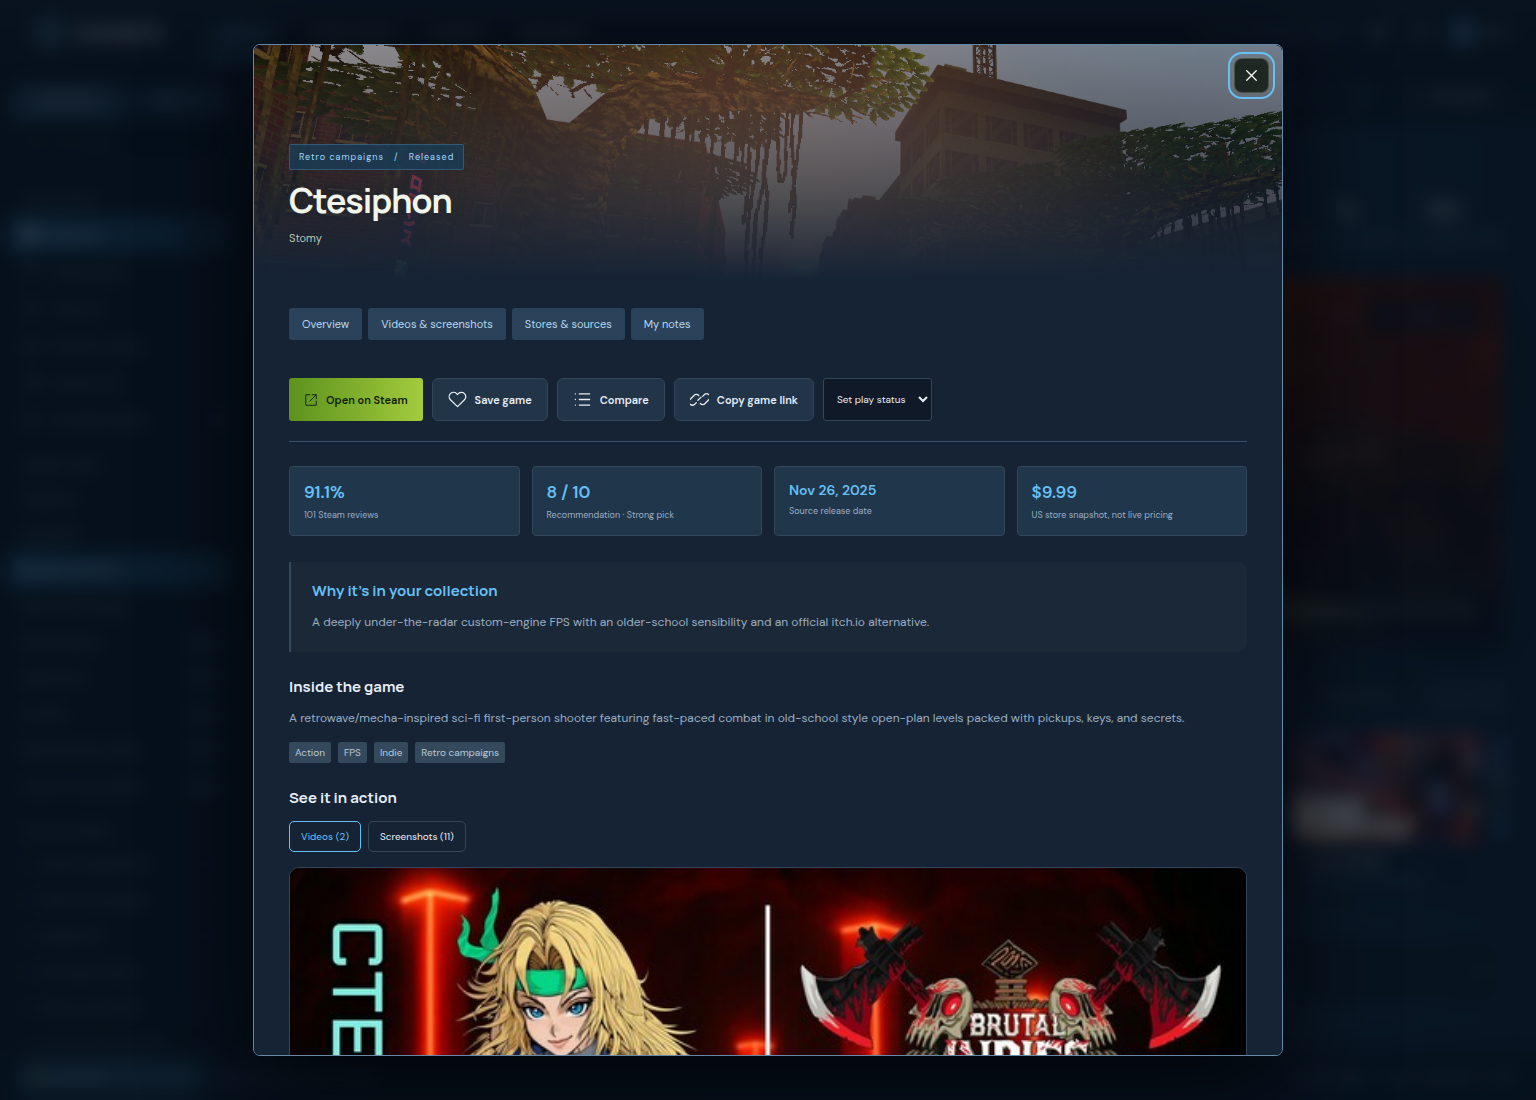 Retro campaigns / Released
Ctesiphon
Stomy
Overview
Videos & screenshots
Stores & sources
My notes
Open on Steam
Save game
Compare
Copy game link
Set play status
91.1%
101 Steam reviews
8 / 10
Recommendation · Strong pick
Nov 26, 2025
Source release date
$9.99
US store snapshot, not live pricing
Why it's in your collection
A deeply under-the-radar custom-engine FPS with an older-school sensibility and an official itch.io alternative.
Inside the game
A retrowave/mecha-inspired sci-fi first-person shooter featuring fast-paced combat in old-school style open-plan levels packed with pickups, keys, and secrets.
Action
FPS
Indie
Retro campaigns
See it in action
Videos (2)
Screenshots (11)
CTE
BRUTAL